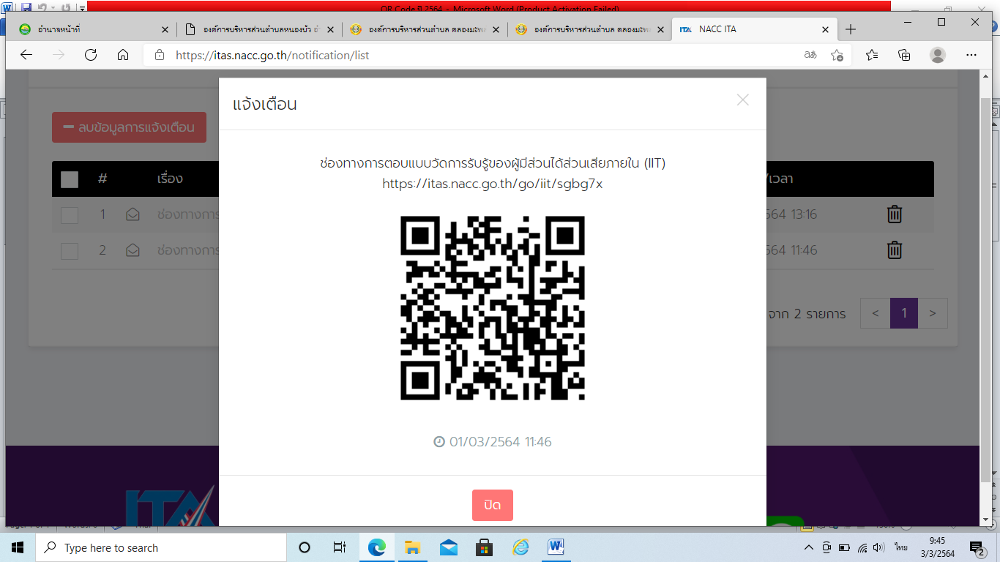 QR Code ปี 2564 - Microsoft Word (Product Activation Failed)
อำนาจหน้าที่
องค์การบริหารส่วนตำบลหนองบัว อ่
องค์การบริหารส่วนตำบล คลองมะพล
องค์การบริหารส่วนตำบล คลองมะพล
ITA NACC ITA
https://itas.nacc.go.th/notification/list
แจ้งเตือน
ลบข้อมูลการแจ้งเตือน
ช่องทางการตอบแบบวัดการรับรู้ของผู้มีส่วนได้ส่วนเสียภายใน (IIT)
https://itas.nacc.go.th/go/iit/sgbg7x
# เรื่อง /เวลา
1 ช่องทางการ 564 13:16
2 ช่องทางการ 564 11:46
จาก 2 รายการ < 1 >
01/03/2564 11:46
ปิด
ITA
Type here to search
ไทย
9:45
3/3/2564
2